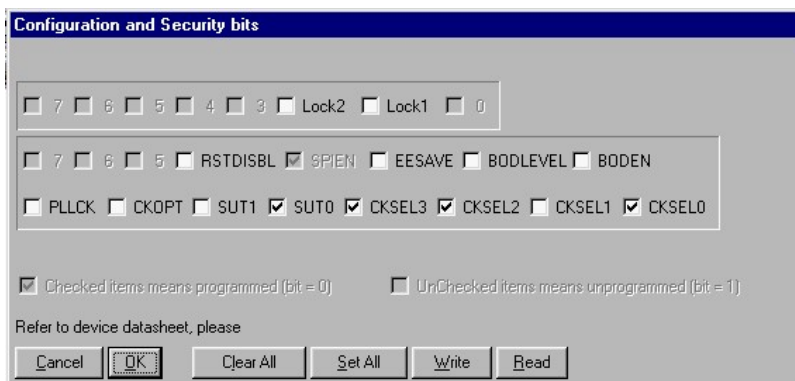 Configuration and Security bits
7 6 5 4 3 Lock2 Lock1 0
7 6 5 RSTDISBL SPIEN EESAVE BODLEVEL BODEN
PLLCK CKOPT SUT1 SUT0 CKSEL3 CKSEL2 CKSEL1 CKSEL0
Checked items means programmed (bit = 0) UnChecked items means unprogrammed (bit = 1)
Refer to device datasheet, please
Cancel OK Clear All Set All Write Read